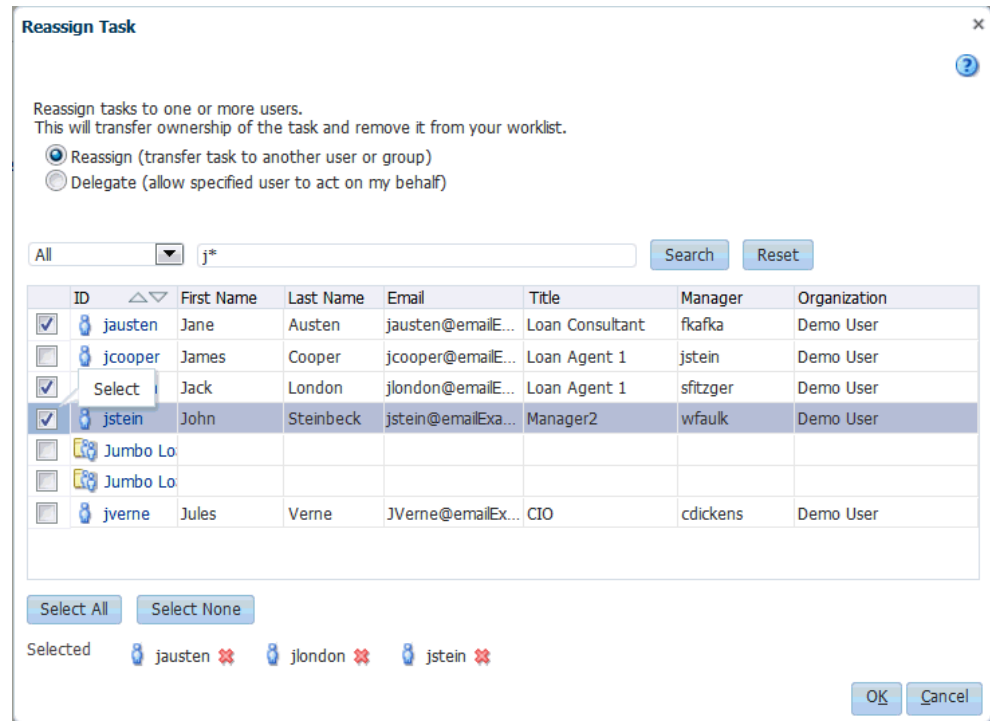 Reassign Task
Reassign tasks to one or more users.
This will transfer ownership of the task and remove it from your worklist.
Reassign (transfer task to another user or group)
Delegate (allow specified user to act on my behalf)
All j* Search Reset
ID First Name Last Name Email Title Manager Organization
jausten Jane Austen jausten@emailE... Loan Consultant fkafka Demo User
jcooper James Cooper jcooper@emailE... Loan Agent 1 jstein Demo User
Select Jack London jlondon@emailE... Loan Agent 1 sfitzger Demo User
jstein John Steinbeck jstein@emailExa... Manager2 wfaulk Demo User
Jumbo Lo
Jumbo Lo
jverne Jules Verne JVerne@emailEx... CIO cdickens Demo User
Select All Select None
Selected jausten jlondon jstein
OK Cancel